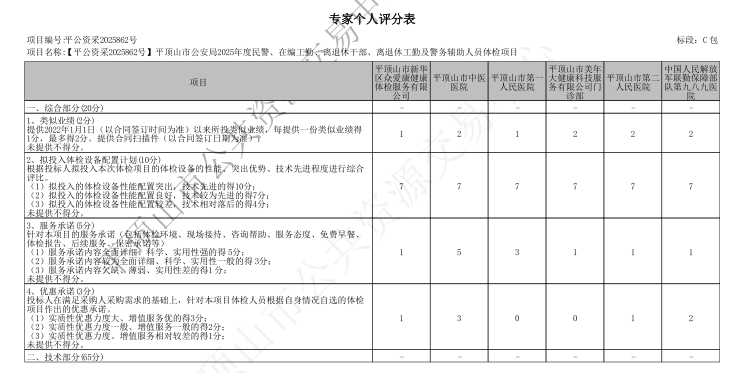 专家个人评分表
项目编号:平公资采2025862号
标段: C 包
项目名称:【平公资采2025862号】平顶山市公安局2025年度民警、在编工勤、离退休干部、离退休工勤及警务辅助人员体检项目
项目
平顶山市新华区众爱康健康体检服务有限公司
平顶山市中医医院
平顶山市第一人民医院
平顶山市美年大健康科技服务有限公司门诊部
平顶山市第二人民医院
中国人民解放军联勤保障部队第九八九医院
一、综合部分(20分)
– – – – – –
1、类似业绩(2分)
提供2022年1月1日（以合同签订时间为准）以来所投类似业绩，每提供一份类似业绩得
1分，最多得2分。提供合同扫描件（以合同签订日期为准）；
未提供不得分。
1 2 1 2 2 2
2、拟投入体检设备配置计划(10分)
根据投标人拟投入本次体检项目的体检设备的性能，突出优势、技术先进程度进行综合
评比。
（1）拟投入的体检设备性能配置突出，技术先进的得10分；
（2）拟投入的体检设备性能配置良好，技术较为先进的得7分；
（3）拟投入的体检设备性能配置较差，技术相对落后的得4分；
未提供不得分。
7 7 7 7 7 7
3、服务承诺(5分)
针对本项目的服务承诺（包括体检环境、现场接待、咨询帮助、服务态度、免费早餐、
体检报告、后续服务、保密承诺等）
（1）服务承诺内容全面详细、科学、实用性强的得 5分；
（2）服务承诺内容较为全面详细、科学、实用性一般的得 3分；
（3）服务承诺内容欠缺、薄弱、实用性差的得1 分；
未提供不得分。
1 5 3 1 1 1
4、优惠承诺(3分)
投标人在满足采购人采购需求的基础上，针对本项目体检人员根据自身情况自选的体检
项目作出的优惠承诺。
（1）实质性优惠力度大、增值服务优的得3分；
（2）实质性优惠力度一般、增值服务一般的得2分；
（3）实质性优惠力度、增值服务相对较差的得1分；
未提供不得分。
1 3 0 0 1 2
二、技术部分(65分)
– – – – – –
平顶山市公共资源交易中心